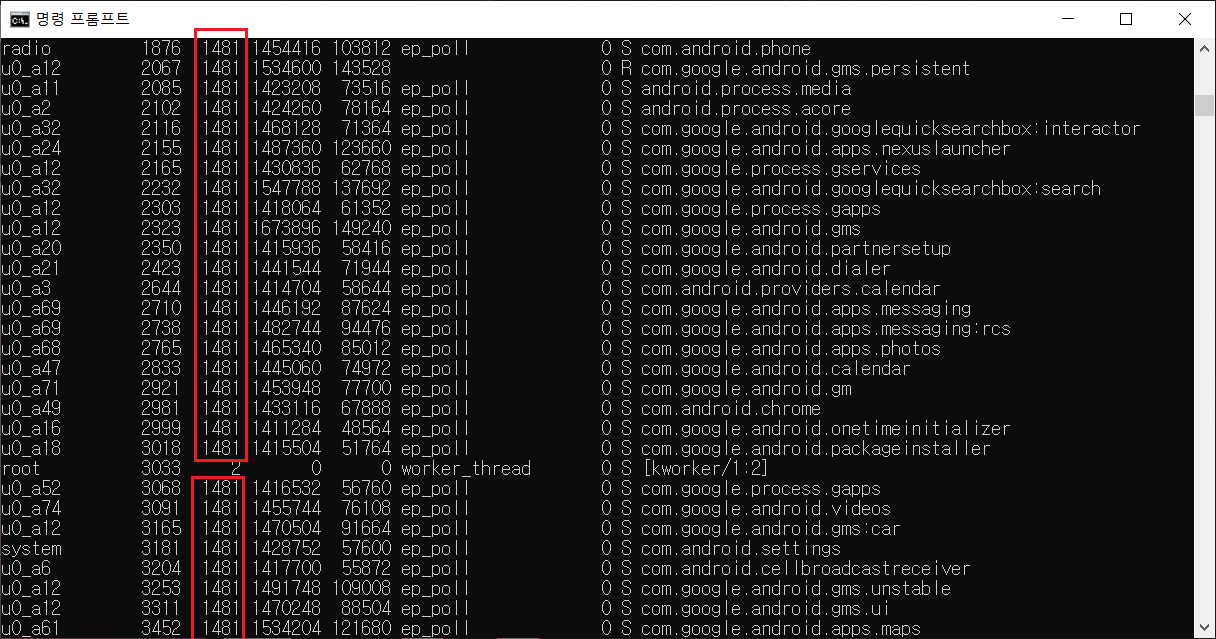 명령 프롬프트
radio 1876 1481 1454416 103812 ep_poll 0 S com.android.phone
u0_a12 2067 1481 1534600 143528 0 R com.google.android.gms.persistent
u0_a11 2085 1481 1423208 73516 ep_poll 0 S android.process.media
u0_a2 2102 1481 1424260 78164 ep_poll 0 S android.process.acore
u0_a32 2116 1481 1468128 71364 ep_poll 0 S com.google.android.googlequicksearchbox:interactor
u0_a24 2155 1481 1487360 123660 ep_poll 0 S com.google.android.apps.nexuslauncher
u0_a12 2165 1481 1430836 62768 ep_poll 0 S com.google.process.gservices
u0_a32 2232 1481 1547788 137692 ep_poll 0 S com.google.android.googlequicksearchbox:search
u0_a12 2303 1481 1418064 61352 ep_poll 0 S com.google.process.gapps
u0_a12 2323 1481 1673896 149240 ep_poll 0 S com.google.android.gms
u0_a20 2350 1481 1415936 58416 ep_poll 0 S com.google.android.partnersetup
u0_a21 2423 1481 1441544 71944 ep_poll 0 S com.google.android.dialer
u0_a3 2644 1481 1414704 58644 ep_poll 0 S com.android.providers.calendar
u0_a69 2710 1481 1446192 87624 ep_poll 0 S com.google.android.apps.messaging
u0_a69 2738 1481 1482744 94476 ep_poll 0 S com.google.android.apps.messaging:rcs
u0_a68 2765 1481 1465340 85012 ep_poll 0 S com.google.android.apps.photos
u0_a47 2833 1481 1445060 74972 ep_poll 0 S com.google.android.calendar
u0_a71 2921 1481 1453948 77700 ep_poll 0 S com.google.android.gm
u0_a49 2981 1481 1433116 67888 ep_poll 0 S com.android.chrome
u0_a16 2999 1481 1411284 48564 ep_poll 0 S com.google.android.onetimeinitializer
u0_a18 3018 1481 1415504 51764 ep_poll 0 S com.google.android.packageinstaller
root 3033 2 0 0 worker_thread 0 S [kworker/1:2]
u0_a52 3068 1481 1416532 56760 ep_poll 0 S com.google.process.gapps
u0_a74 3091 1481 1455744 76108 ep_poll 0 S com.google.android.videos
u0_a12 3165 1481 1470504 91664 ep_poll 0 S com.google.android.gms:car
system 3181 1481 1428752 57600 ep_poll 0 S com.android.settings
u0_a6 3204 1481 1417700 55872 ep_poll 0 S com.android.cellbroadcastreceiver
u0_a12 3253 1481 1491748 109008 ep_poll 0 S com.google.android.gms.unstable
u0_a12 3311 1481 1470248 88504 ep_poll 0 S com.google.android.gms.ui
u0_a61 3452 1481 1534204 121680 ep_poll 0 S com.google.android.apps.maps